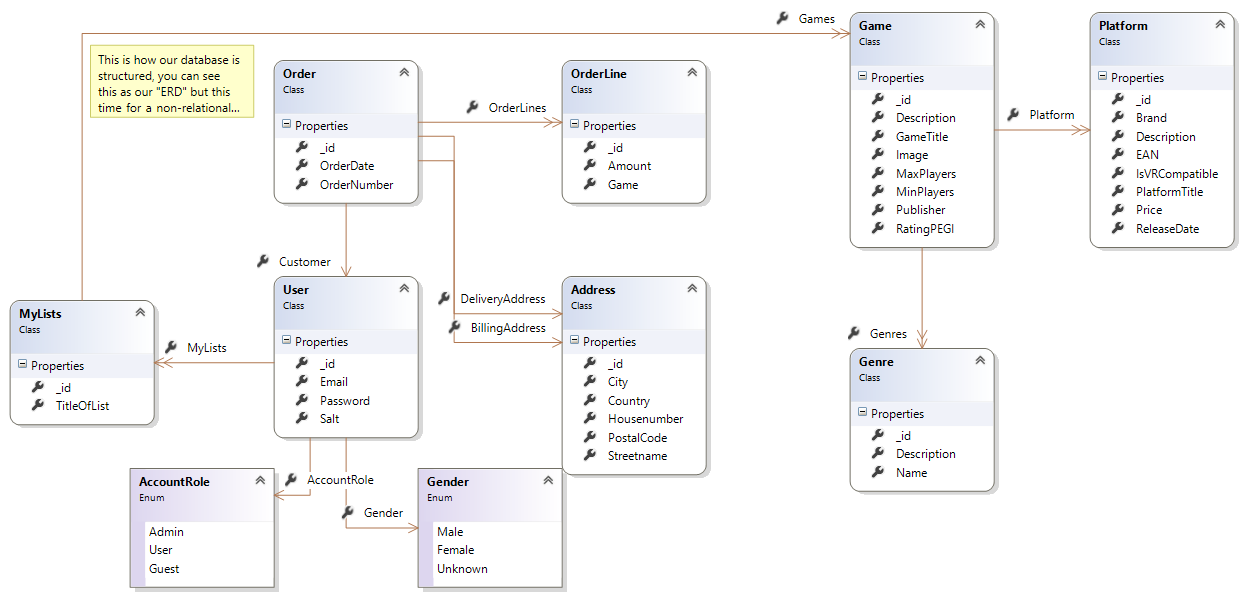 Games
This is how our database is
structured, you can see
this as our "ERD" but this
time for a non-relational...
Order
Class
Properties
_id
OrderDate
OrderNumber
OrderLines
OrderLine
Class
Properties
_id
Amount
Game
Game
Class
Properties
_id
Description
GameTitle
Image
MaxPlayers
MinPlayers
Publisher
RatingPEGI
Platform
Platform
Class
Properties
_id
Brand
Description
EAN
IsVRCompatible
PlatformTitle
Price
ReleaseDate
Customer
MyLists
Class
Properties
_id
TitleOfList
MyLists
User
Class
Properties
_id
Email
Password
Salt
DeliveryAddress
BillingAddress
Address
Class
Properties
_id
City
Country
Housenumber
PostalCode
Streetname
Genres
Genre
Class
Properties
_id
Description
Name
AccountRole
Enum
Admin
User
Guest
AccountRole
Gender
Gender
Enum
Male
Female
Unknown